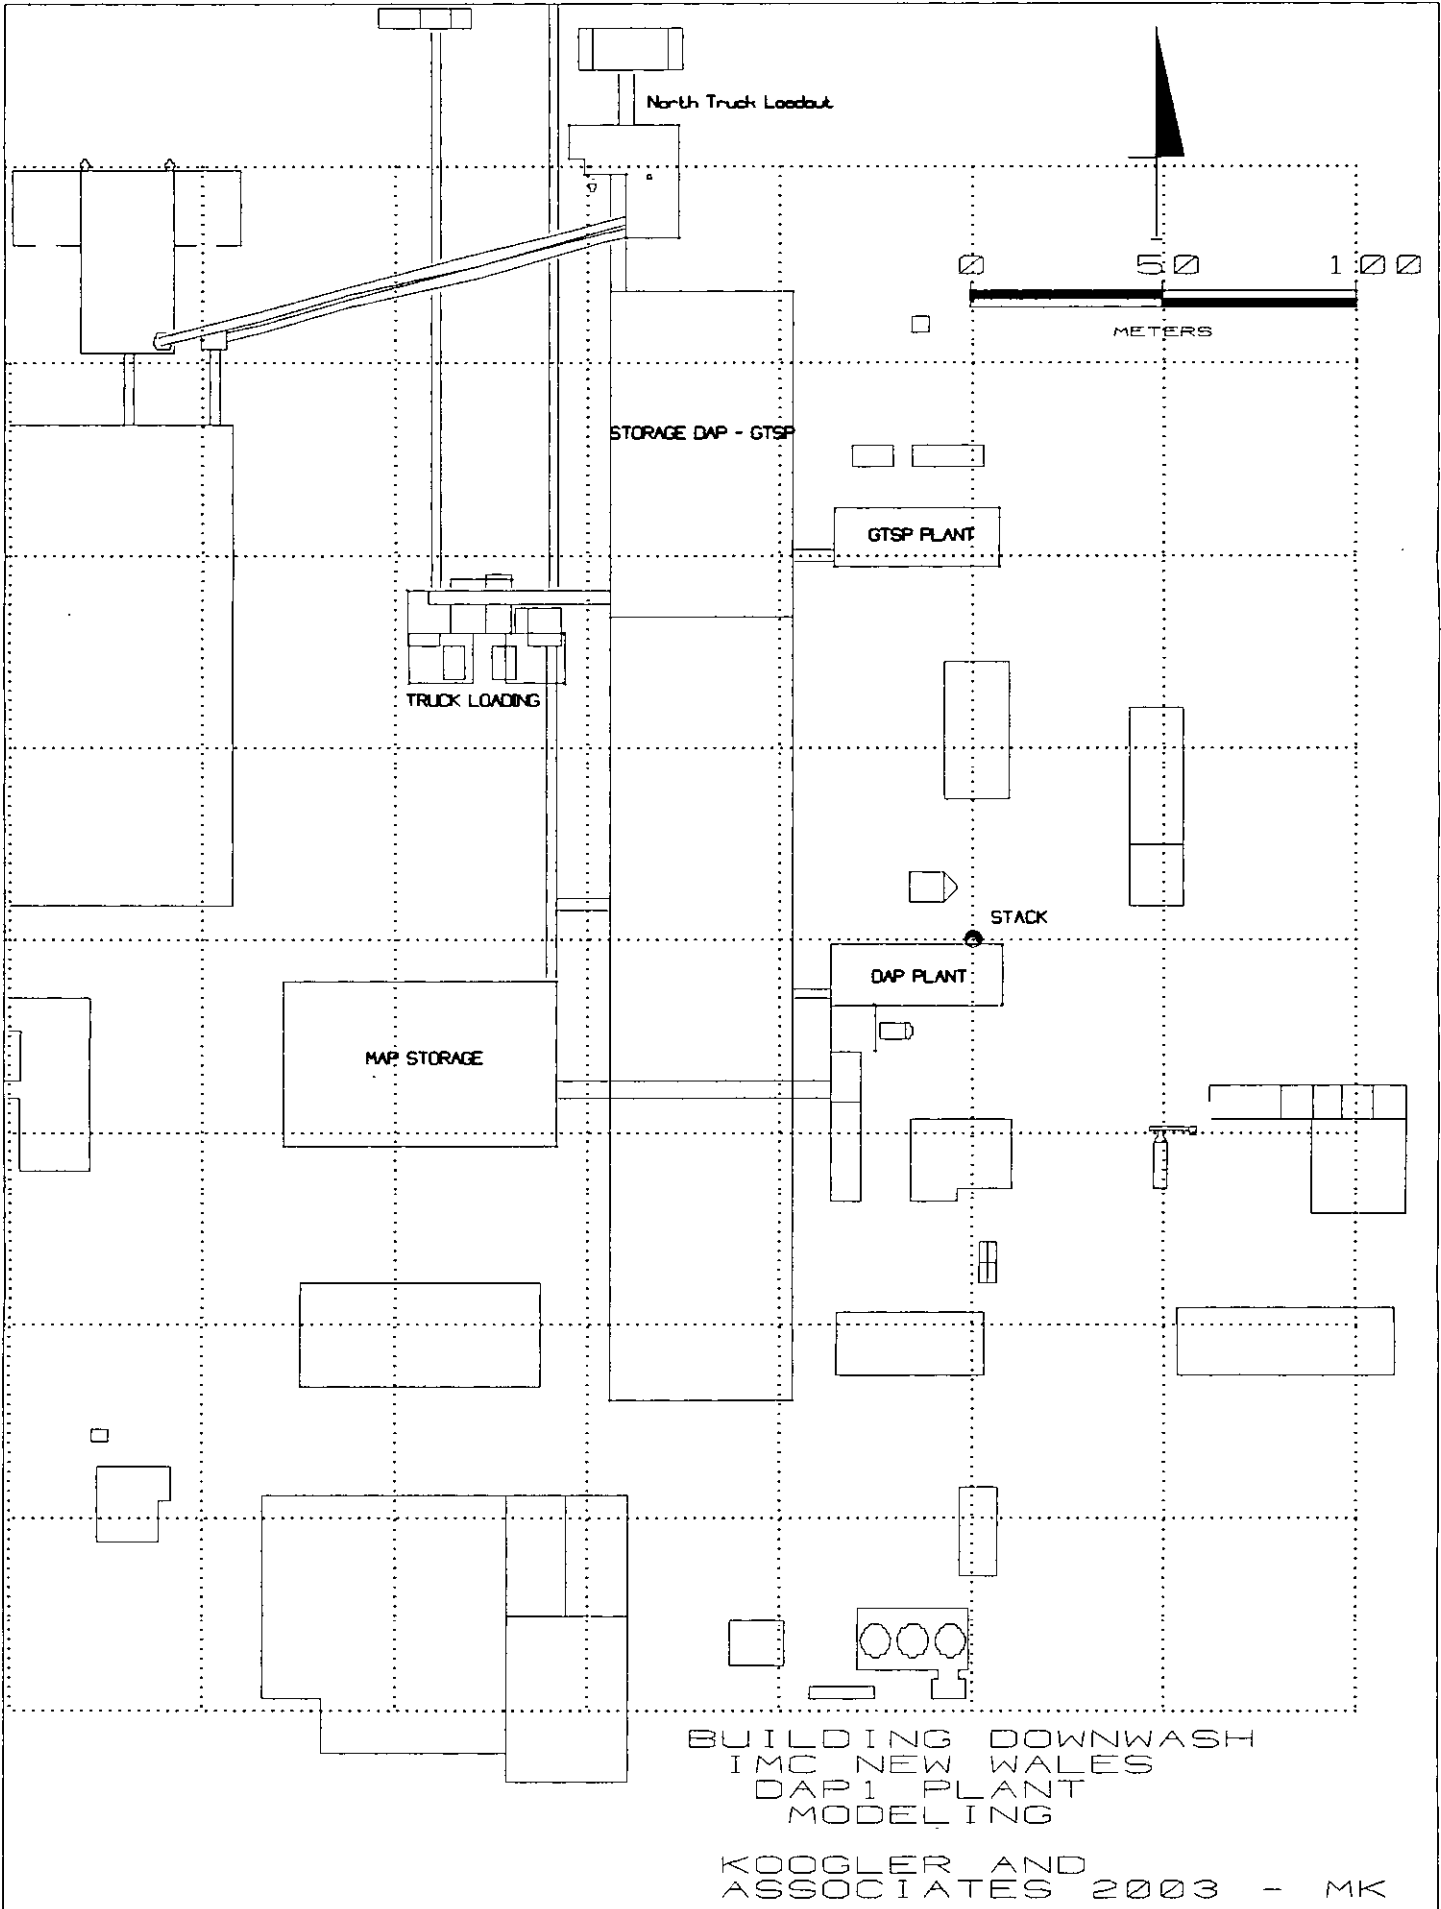 North Truck Loadout
0 50 100
METERS
STORAGE DAP - GTSP
GTSP PLANT
TRUCK LOADING
STACK
DAP PLANT
MAP STORAGE
BUILDING DOWNWASH
IMC NEW WALES
DAP1 PLANT
MODELING
KOOGLER AND
ASSOCIATES 2003 - MK